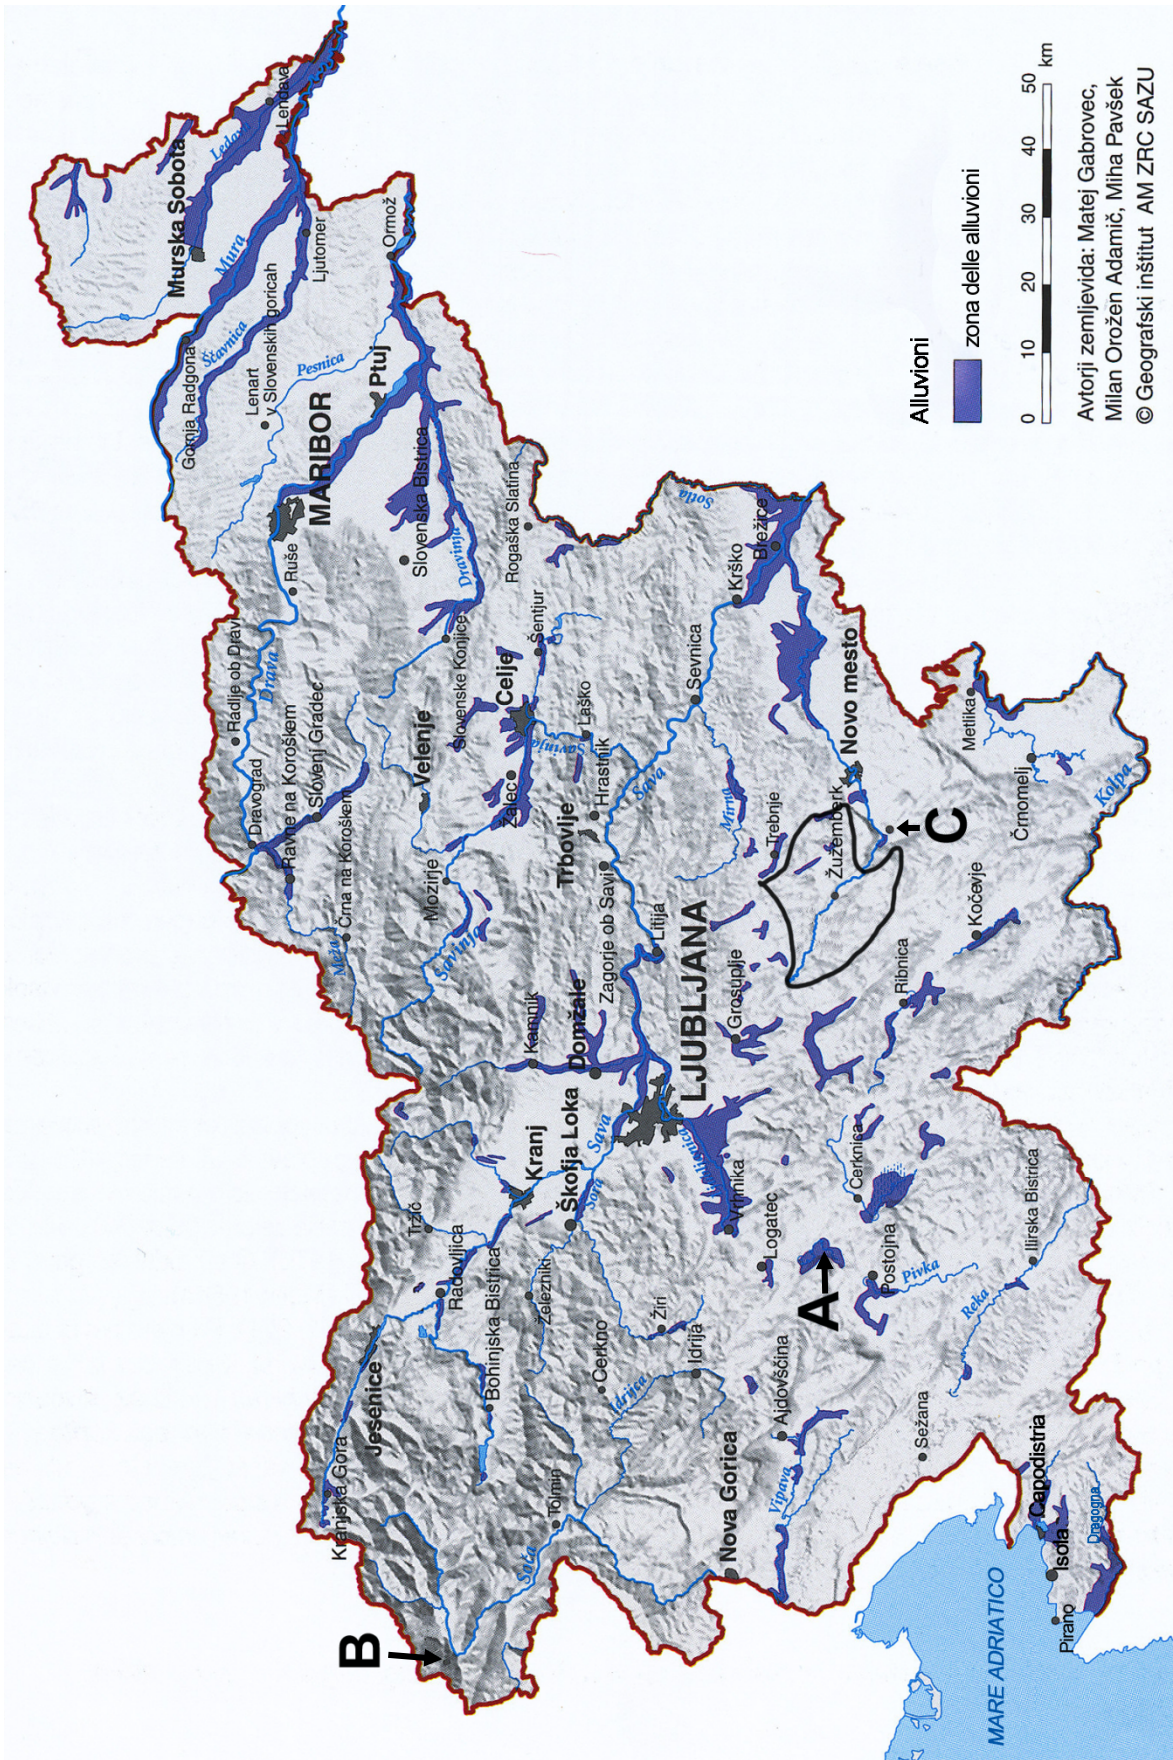 Murska Sobota
Ledava
Lendava
Mura
Gornja Radgona
Ščavnica
Ljutomer
Lenart
v Slovenskih goricah
Pesnica
Ormož
Ptuj
MARIBOR
Ruše
Slovenska Bistrica
Dravinja
Rogaška Slatina
Radlje ob Dravi
Drava
Dravograd
Ravne na Koroškem
Slovenj Gradec
Črna na Koroškem
Meža
Velenje
Slovenske Konjice
Mozirje
Savinja
Žalec
Celje
Šentjur
Savinja
Laško
Sotla
Hrastnik
Trbovlje
Zagorje ob Savi
Sava
Sevnica
Krško
Brežice
Litija
Mirna
Trebnje
Novo mesto
Žužemberk
C
Metlika
Črnomelj
Kolpa
Kočevje
Ribnica
Grosuplje
LJUBLJANA
Domžale
Kamnik
Kranj
Škofja Loka
Sava
Sora
Tržič
Radovljica
Jesenice
Kranjska Gora
Bohinjska Bistrica
Železniki
Cerkno
Žiri
Idrija
Idrijca
Tolmin
Soča
B
Ljubljanica
Vrhnika
Logatec
Cerknica
A
Postojna
Pivka
Ilirska Bistrica
Reka
Ajdovščina
Vipava
Nova Gorica
Sežana
Capodistria
Isola
Pirano
Dragogna
MARE ADRIATICO
Alluvioni
zona delle alluvioni
0 10 20 30 40 50 km
Avtorji zemljevida: Matej Gabrovec,
Milan Orožen Adamič, Miha Pavšek
© Geografski inštitut AM ZRC SAZU